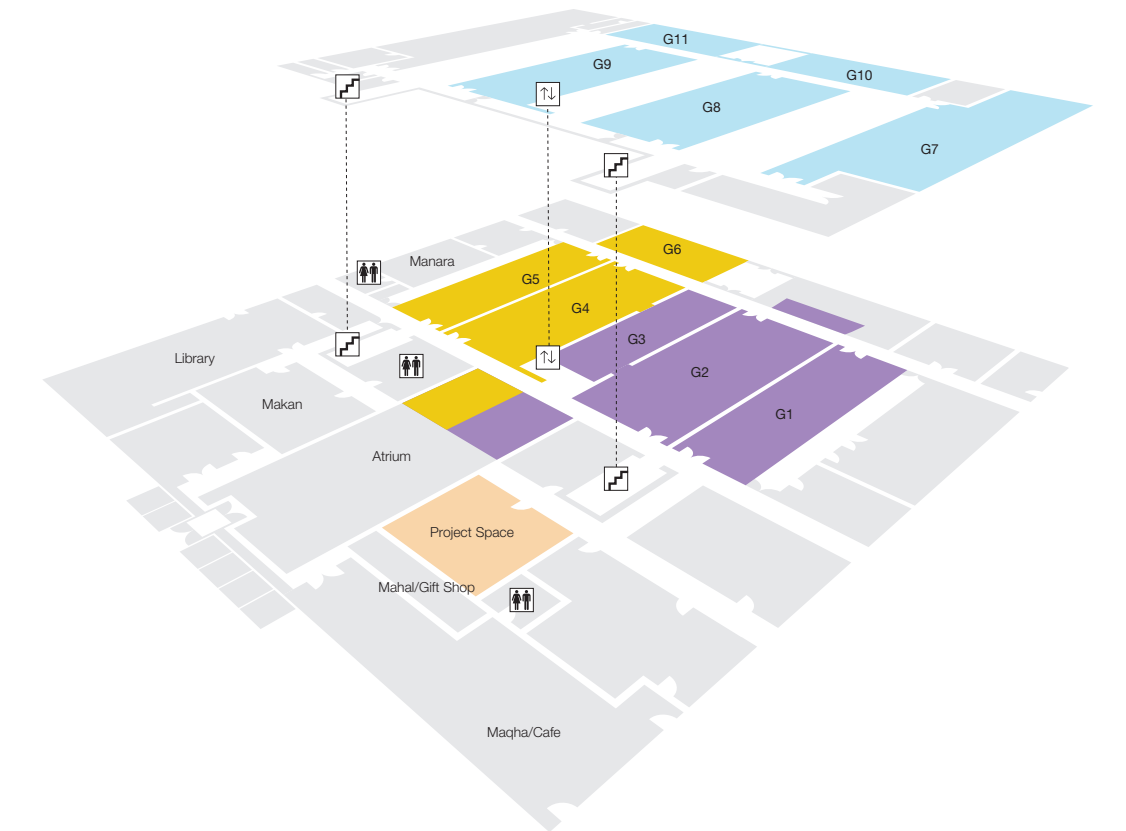 G11
G9
G10
G8
G7
G6
Manara
G5
G4
G3
Library
G2
Makan
G1
Atrium
Project Space
Mahal/Gift Shop
Maqha/Cafe